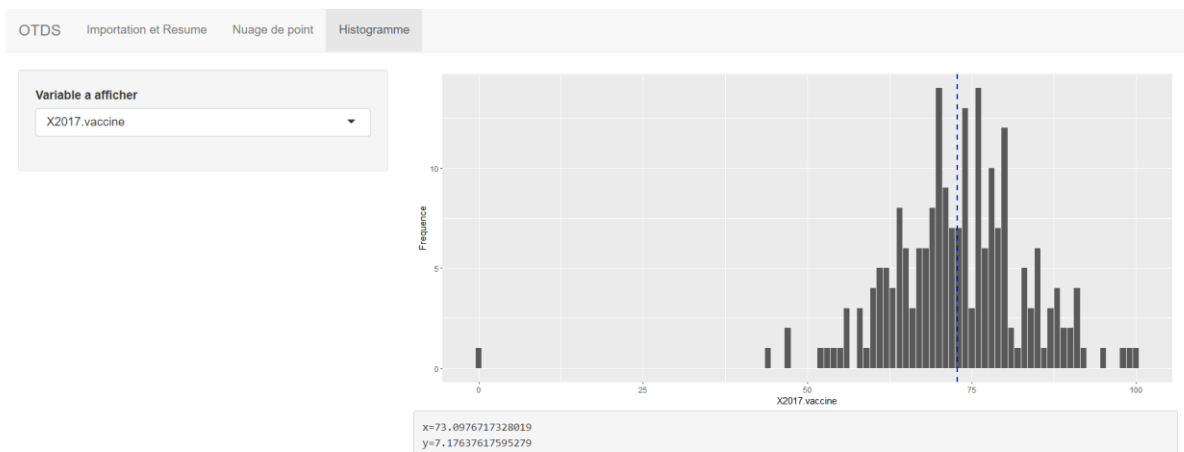 OTDS Importation et Resume Nuage de point Histogramme
Variable a afficher
X2017.vaccine
Frequence
10
5
0
0 25 50 75 100
X2017.vaccine
x=73.0976717328019
y=7.17637617595279